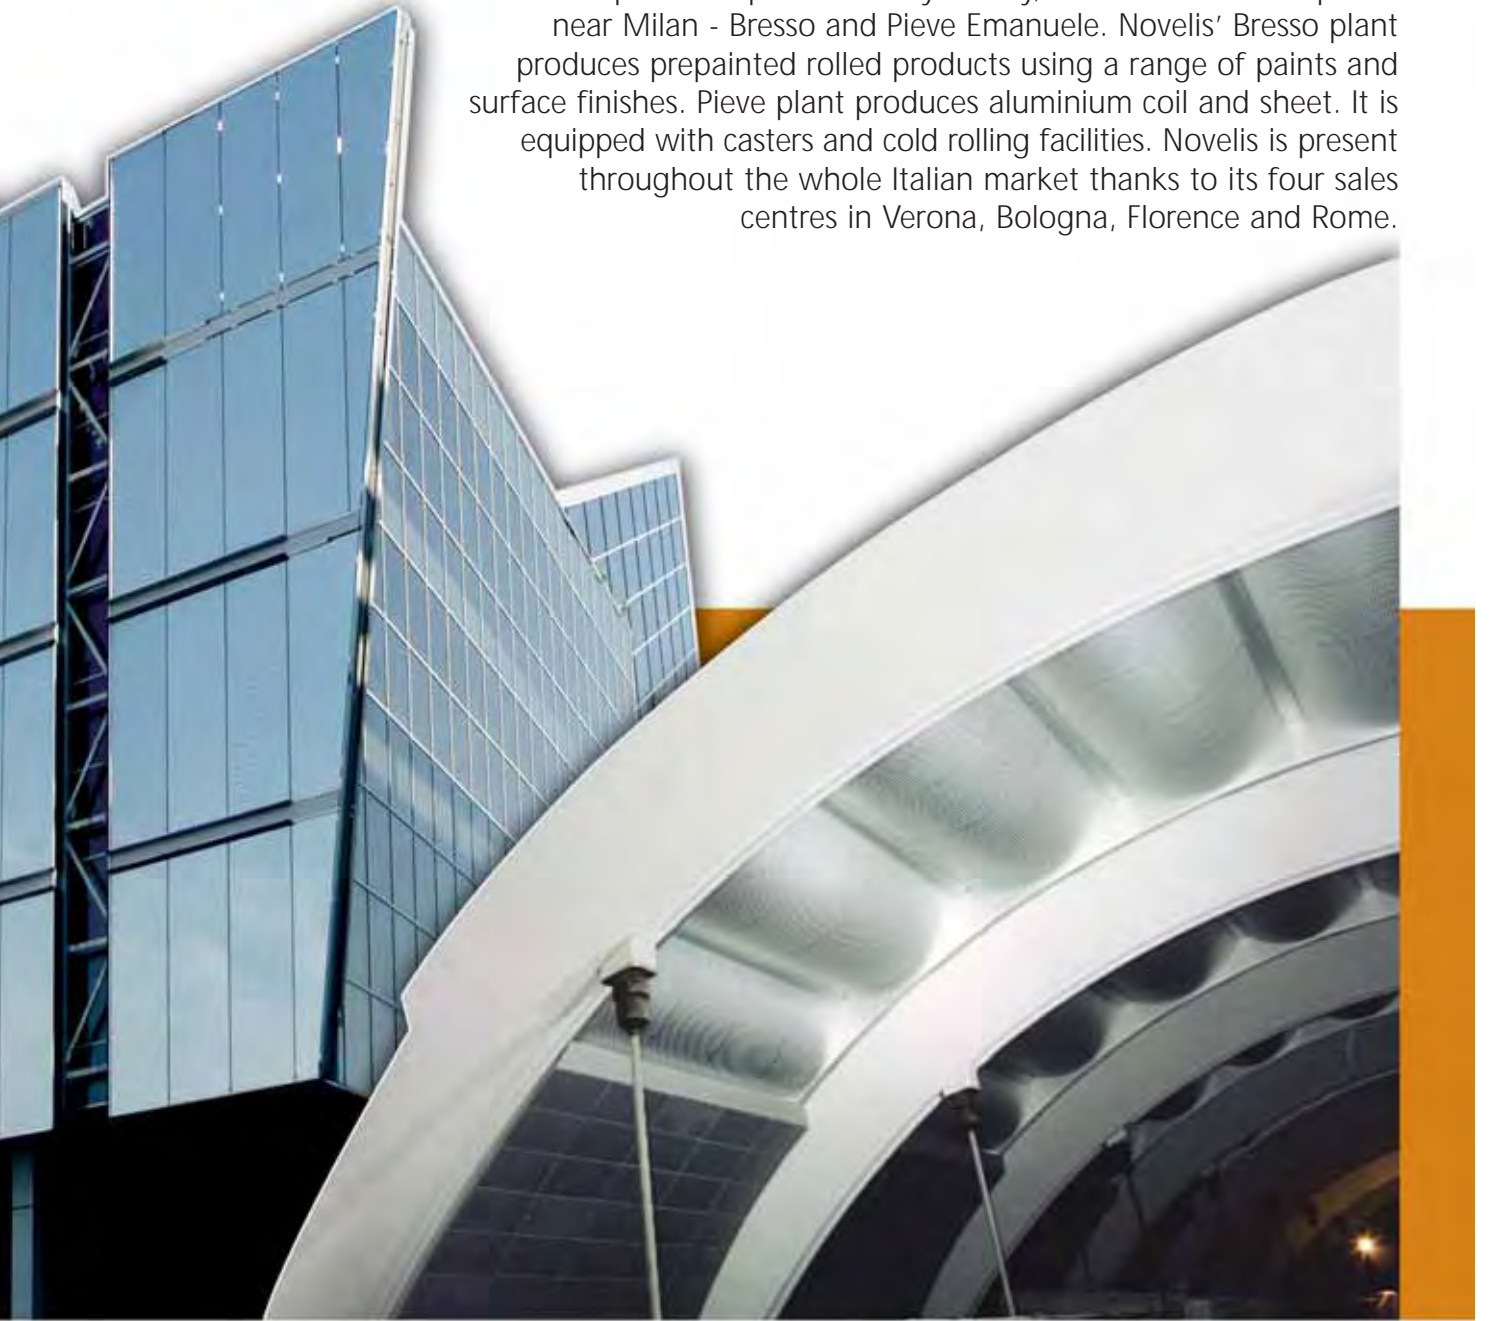 near Milan - Bresso and Pieve Emanuele. Novelis’ Bresso plant
produces prepainted rolled products using a range of paints and
surface finishes. Pieve plant produces aluminium coil and sheet. It is
equipped with casters and cold rolling facilities. Novelis is present
throughout the whole Italian market thanks to its four sales
centres in Verona, Bologna, Florence and Rome.